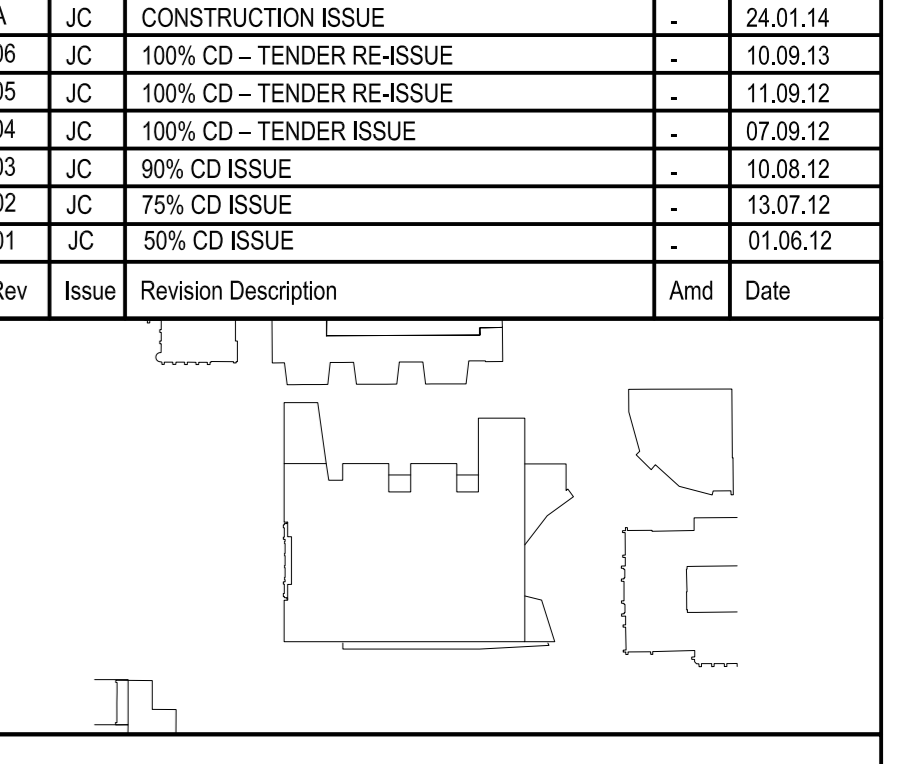 A JC CONSTRUCTION ISSUE - 24.01.14
06 JC 100% CD – TENDER RE-ISSUE - 10.09.13
05 JC 100% CD – TENDER RE-ISSUE - 11.09.12
04 JC 100% CD – TENDER ISSUE - 07.09.12
03 JC 90% CD ISSUE - 10.08.12
02 JC 75% CD ISSUE - 13.07.12
01 JC 50% CD ISSUE - 01.06.12
Rev Issue Revision Description Amd Date